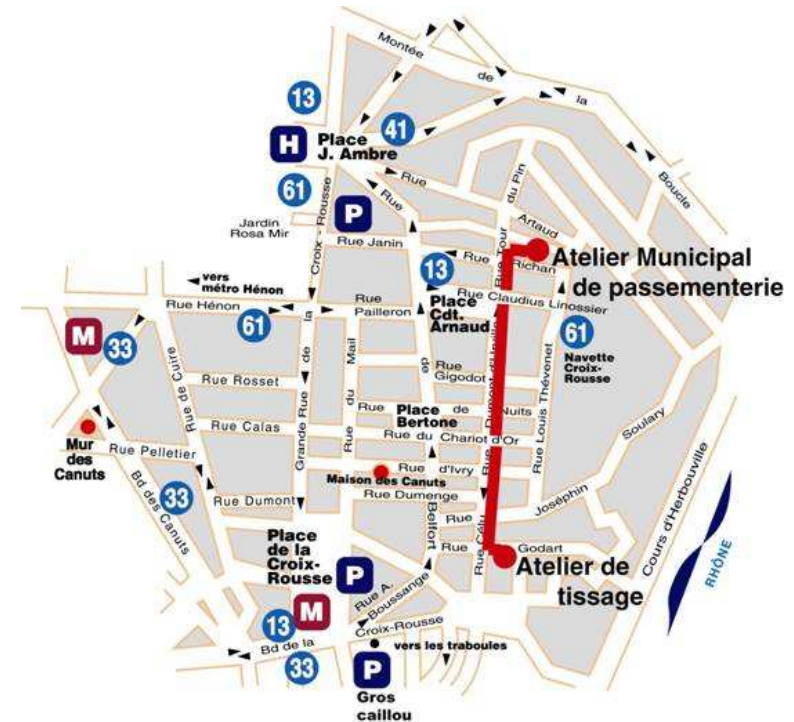 Montée
de
la
Boucle
13
41
H
Place
J. Ambre
61
P
Rue
du Pin
Rue Tour
Artaud
Richan
Rue
Jardin
Rosa Mir
Croix - Rousse
Rue Janin
Rue
13
Atelier Municipal
de passementerie
vers
métro Hénon
Rue Hénon
61
Rue
Pailleron
Place
Cdt.
Arnaud
Rue Claudius Linossier
61
Navette
Croix-
Rousse
M
33
Rue de Cuire
Rue Rosset
Grande Rue de la
Rue du Mail
de
Rue
Gigodot
Rue Dumont d'Urville
Rue Louis Thévenet
Place
Bertone
Rue
de
Nuits
Rue Calas
Rue du Chariot d'Or
Soulary
Mur
des
Canuts
Rue Pelletier
Bd des Canuts
33
Rue d'Ivry
Maison des Canuts
Rue Dumenge
Rue Dumont
Joséphin
Rue
Cours d'Herbouville
RHÔNE
Place
de la
Croix-
Rousse
P
Belfort
Rue
Rue Célu
Godart
Atelier de
tissage
Rue A.
Boussange
M
13
Bd de la
Croix-Rousse
33
vers les traboules
P
Gros
caillou